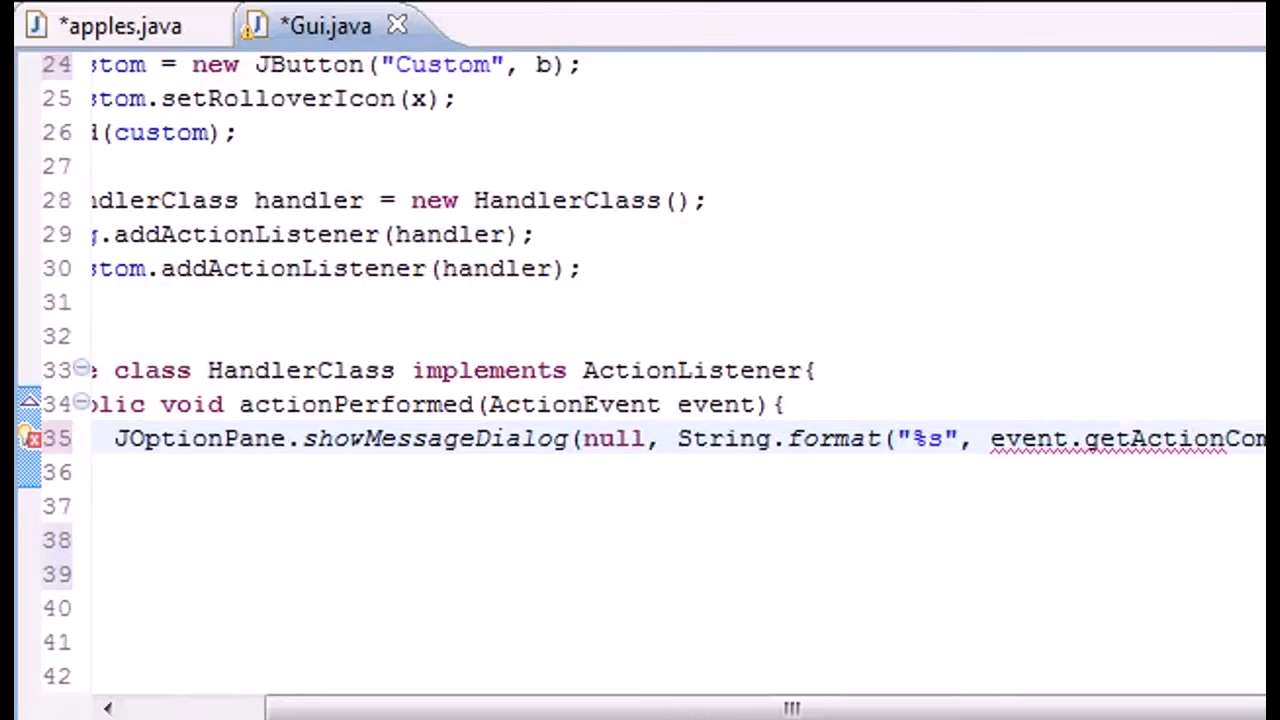 *apples.java
*Gui.java
24 stom = new JButton("Custom", b);
25 stom.setRolloverIcon(x);
26 d(custom);
27
28 ndlerClass handler = new HandlerClass();
29 g.addActionListener(handler);
30 stom.addActionListener(handler);
31
32
33 e class HandlerClass implements ActionListener{
34 blic void actionPerformed(ActionEvent event){
35 JOptionPane.showMessageDialog(null, String.format("%s", event.getActionCom
36
37
38
39
40
41
42